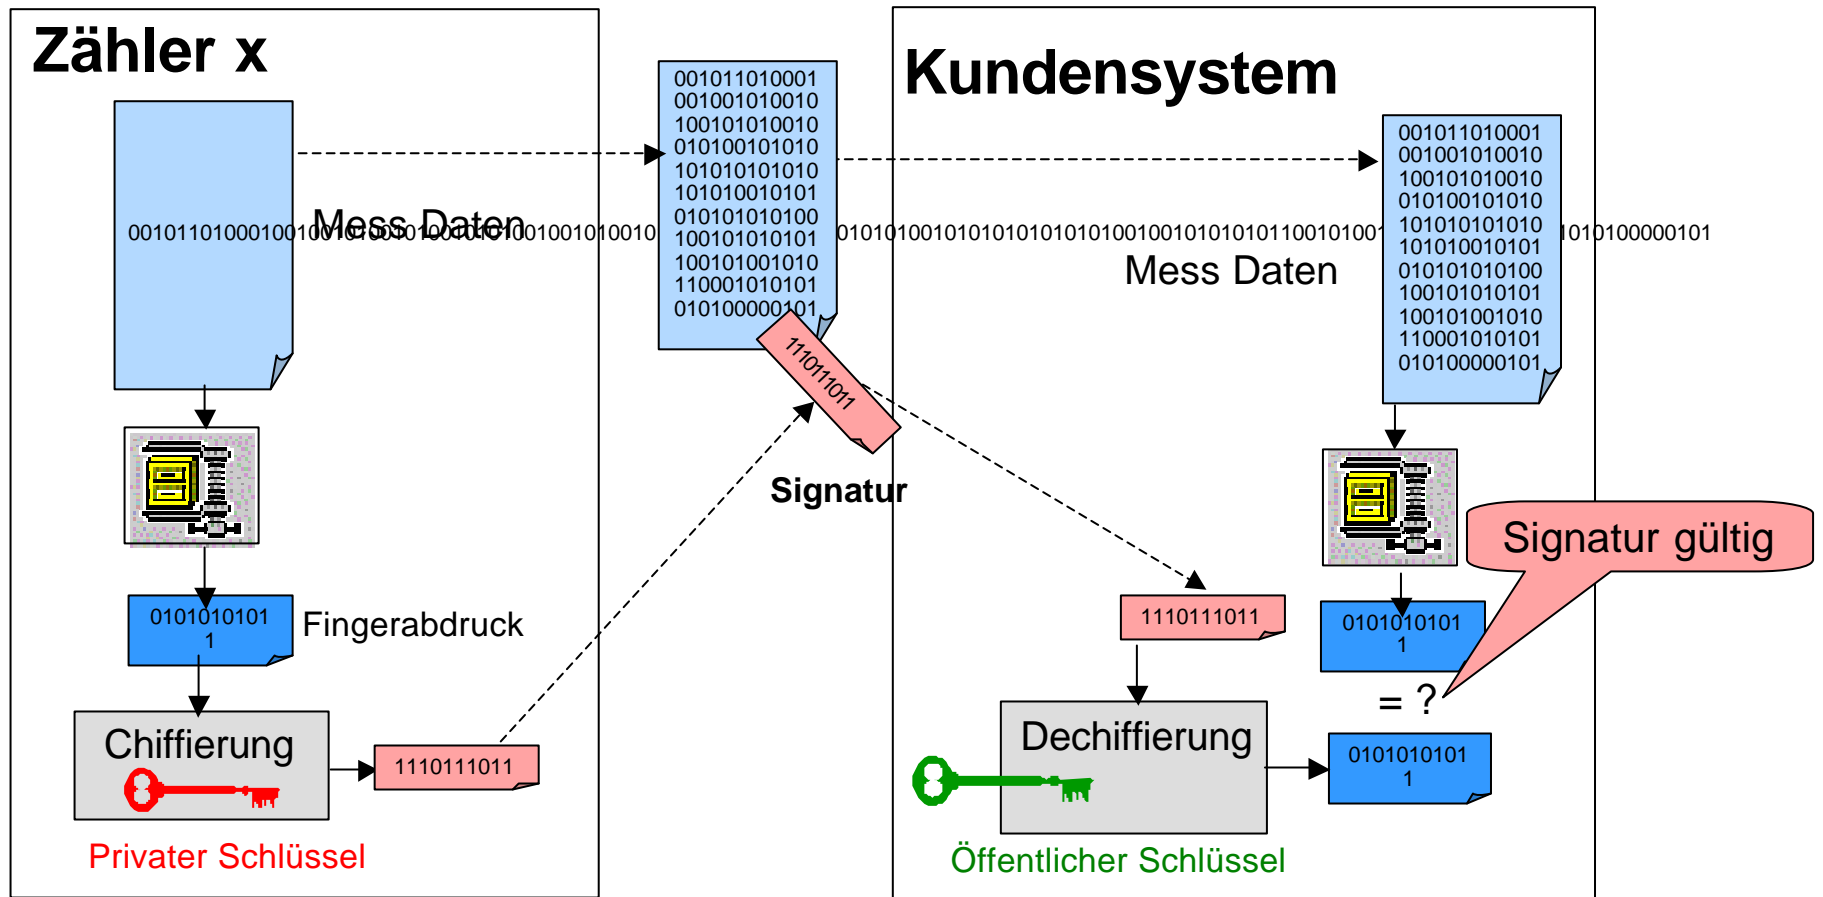 Zähler x
Mess Daten
Fingerabdruck
0101010101
1
Chiffierung
1110111011
Privater Schlüssel
001011010001
001001010010
100101010010
010100101010
101010101010
101010010101
010101010100
100101010101
100101001010
110001010101
010100000101
1110111011
Signatur
Kundensystem
Mess Daten
001011010001
001001010010
100101010010
010100101010
101010101010
101010010101
010101010100
100101010101
100101001010
110001010101
010100000101
Signatur gültig
1110111011
0101010101
1
= ?
Dechiffierung
0101010101
1
Öffentlicher Schlüssel